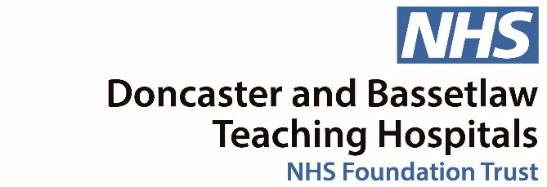 NHS
Doncaster and Bassetlaw
Teaching Hospitals
NHS Foundation Trust